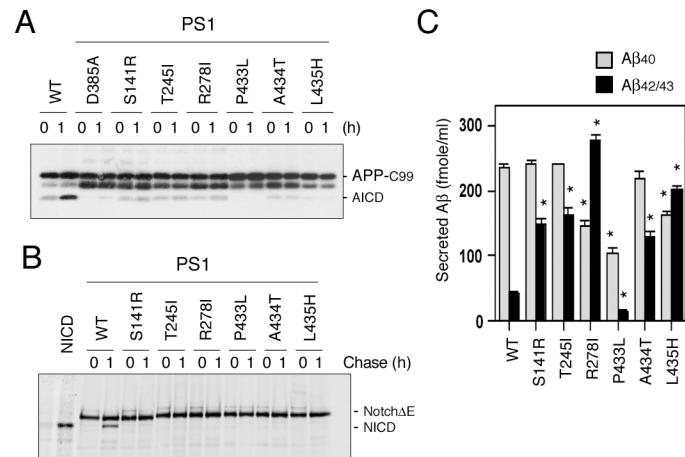 A
PS1
WT D385A S141R T245I R278I P433L A434T L435H
0 1 0 1 0 1 0 1 0 1 0 1 0 1 0 1 (h)
APP-C99
AICD
B
PS1
NICD WT S141R T245I R278I P433L A434T L435H
0 1 0 1 0 1 0 1 0 1 0 1 0 1 Chase (h)
NotchΔE
NICD
C
Aβ40
Aβ42/43
Secreted Aβ (fmole/ml)
300
200
100
0
* * * * * * * * *
WT S141R T245I R278I P433L A434T L435H